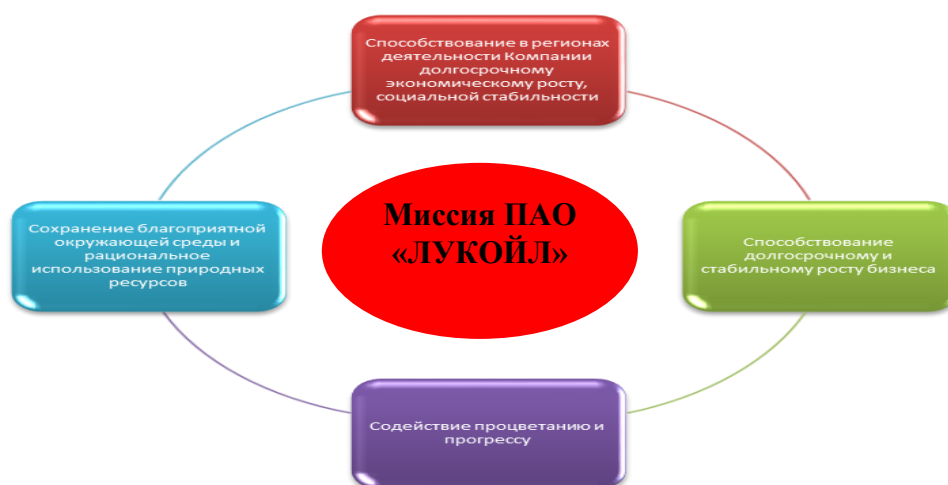 Способствование в регионах
деятельности Компании
долгосрочному
экономическому росту,
социальной стабильности
Миссия ПАО
«ЛУКОЙЛ»
Сохранение благоприятной
окружающей среды и
рациональное
использование природных
ресурсов
Способствование
долгосрочному и
стабильному росту бизнеса
Содействие процветанию и
прогрессу